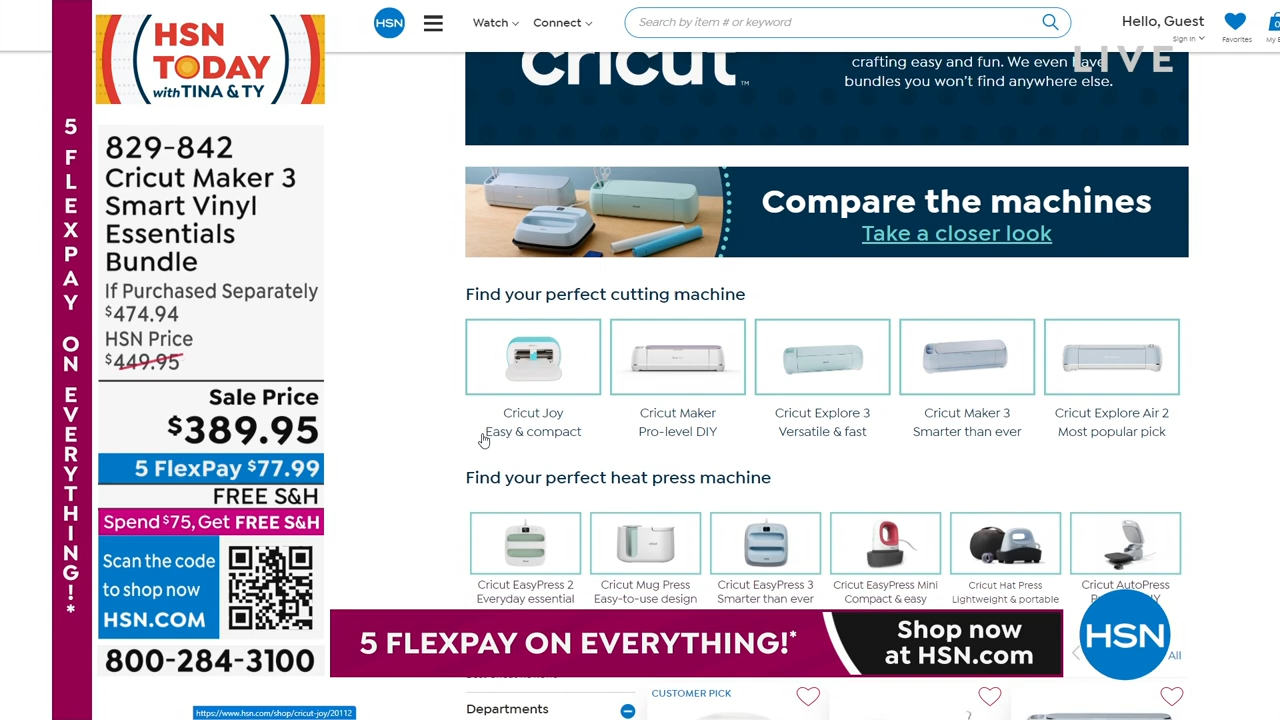 5 FLEXPAY ON EVERYTHING!*
HSN
TODAY
with TINA & TY
829-842
Cricut Maker 3
Smart Vinyl
Essentials
Bundle
If Purchased Separately
$474.94
HSN Price
$449.95
Sale Price
$389.95
5 FlexPay $77.99
FREE S&H
Spend $75, Get FREE S&H
Scan the code
to shop now
HSN.COM
800-284-3100
HSN
Watch
Connect
Search by item # or keyword
Hello, Guest
Sign In
Favorites
0
LIVE
cricut™
crafting easy and fun. We even have
bundles you won't find anywhere else.
Compare the machines
Take a closer look
Find your perfect cutting machine
Cricut Joy
Easy & compact
Cricut Maker
Pro-level DIY
Cricut Explore 3
Versatile & fast
Cricut Maker 3
Smarter than ever
Cricut Explore Air 2
Most popular pick
Find your perfect heat press machine
Cricut EasyPress 2
Everyday essential
Cricut Mug Press
Easy-to-use design
Cricut EasyPress 3
Smarter than ever
Cricut EasyPress Mini
Compact & easy
Cricut Hat Press
Lightweight & portable
Cricut AutoPress
5 FLEXPAY ON EVERYTHING!*
Shop now
at HSN.com
HSN
All
CUSTOMER PICK
Departments
https://www.hsn.com/shop/cricut-joy/20112